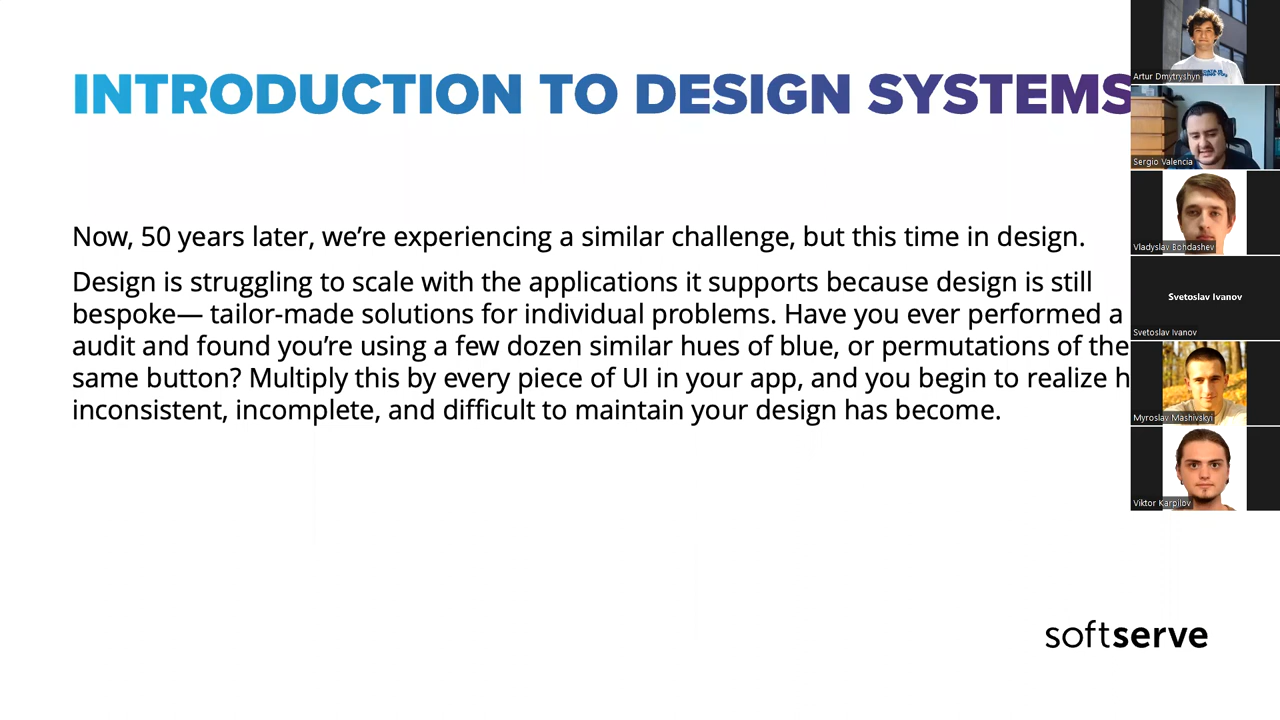 INTRODUCTION TO DESIGN SYSTEMS
Now, 50 years later, we’re experiencing a similar challenge, but this time in design.
Design is struggling to scale with the applications it supports because design is still
bespoke— tailor-made solutions for individual problems. Have you ever performed a
audit and found you’re using a few dozen similar hues of blue, or permutations of the
same button? Multiply this by every piece of UI in your app, and you begin to realize h
inconsistent, incomplete, and difficult to maintain your design has become.
softserve
Artur Dmytryshyn
Sergio Valencia
Vladyslav Bohdashev
Svetoslav Ivanov
Svetoslav Ivanov
Myroslav Mashivskyi
Viktor Karpilov